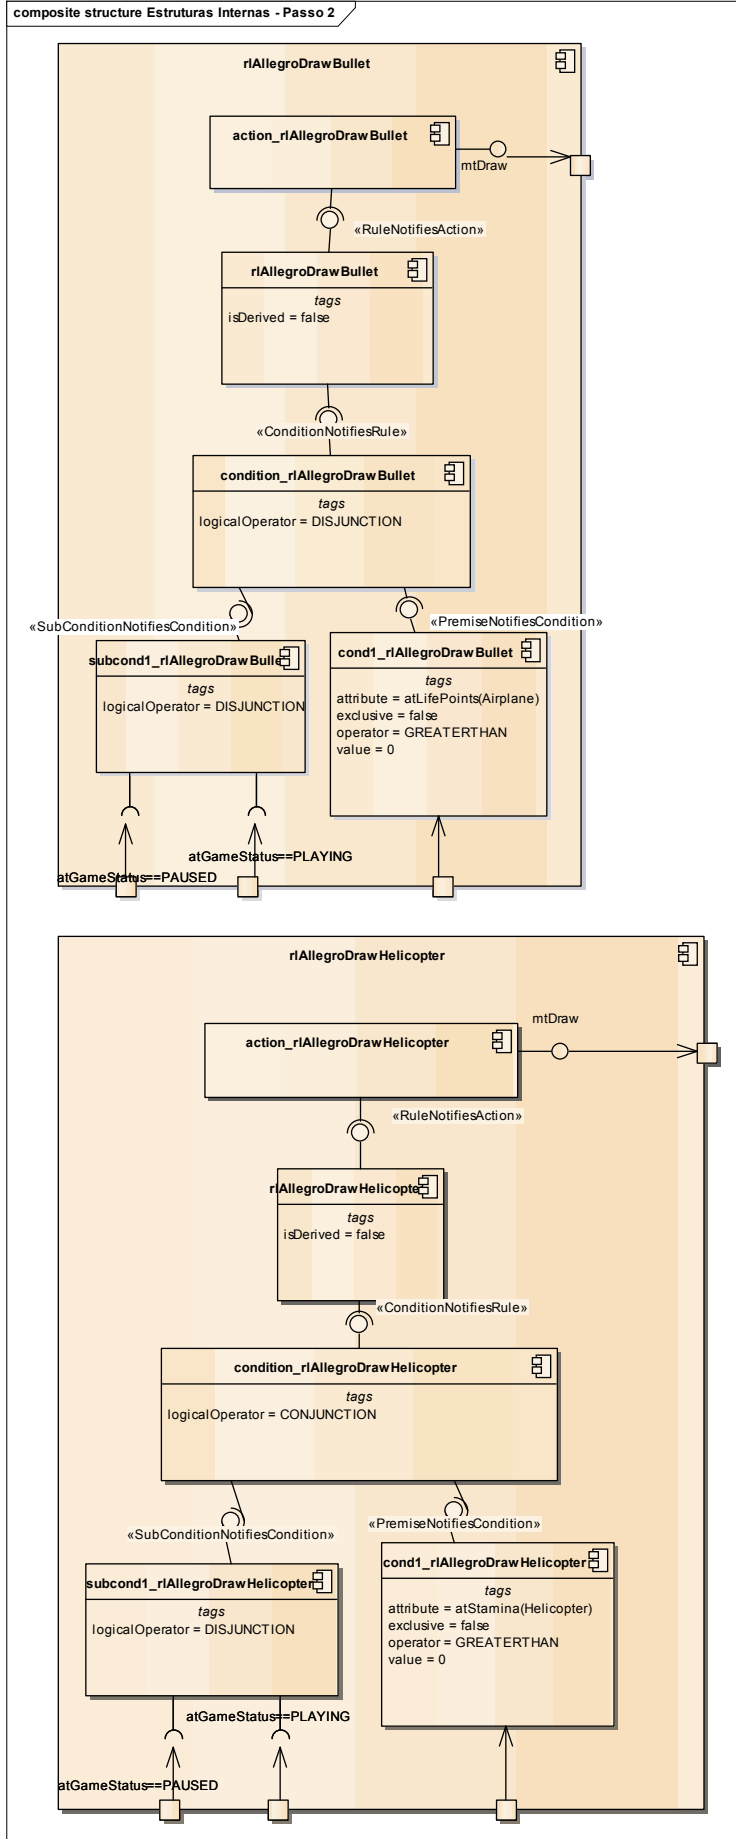 composite structure Estruturas Internas - Passo 2
rlAllegroDrawBullet
action_rlAllegroDrawBullet
mtDraw
«RuleNotifiesAction»
rlAllegroDrawBullet
tags
isDerived = false
«ConditionNotifiesRule»
condition_rlAllegroDrawBullet
tags
logicalOperator = DISJUNCTION
«SubConditionNotifiesCondition»
«PremiseNotifiesCondition»
subcond1_rlAllegroDrawBulle
tags
logicalOperator = DISJUNCTION
cond1_rlAllegroDrawBullet
tags
attribute = atLifePoints(Airplane)
exclusive = false
operator = GREATERTHAN
value = 0
atGameStatus==PLAYING
atGameStatus==PAUSED
rlAllegroDrawHelicopter
mtDraw
action_rlAllegroDrawHelicopter
«RuleNotifiesAction»
rlAllegroDrawHelicopte
tags
isDerived = false
«ConditionNotifiesRule»
condition_rlAllegroDrawHelicopter
tags
logicalOperator = CONJUNCTION
«SubConditionNotifiesCondition»
«PremiseNotifiesCondition»
subcond1_rlAllegroDrawHelicopter
tags
logicalOperator = DISJUNCTION
cond1_rlAllegroDrawHelicopter
tags
attribute = atStamina(Helicopter)
exclusive = false
operator = GREATERTHAN
value = 0
atGameStatus==PLAYING
atGameStatus==PAUSED